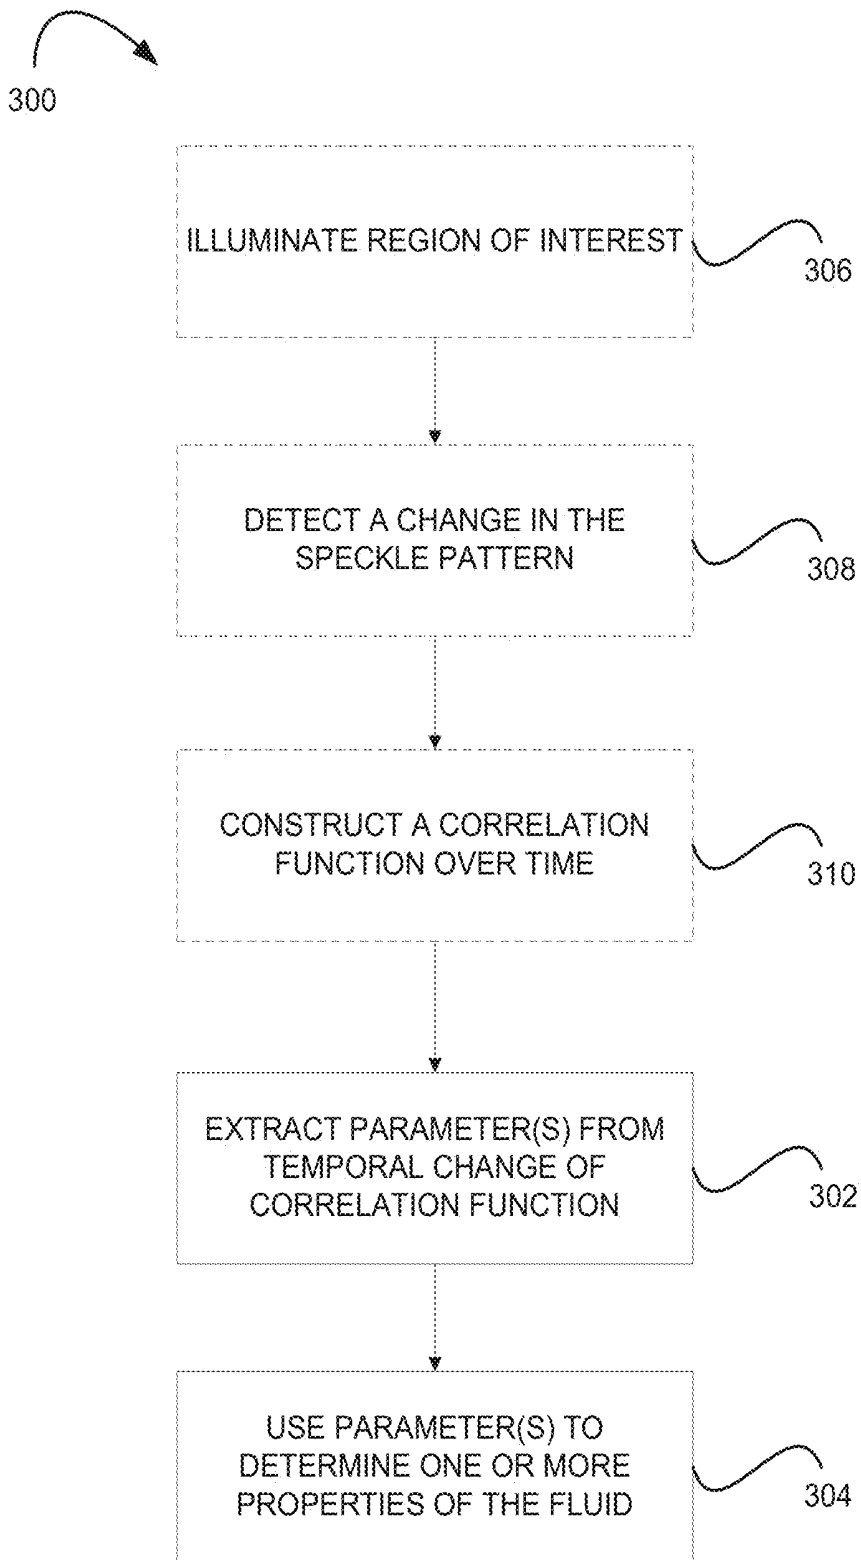 300
ILLUMINATE REGION OF INTEREST
306
DETECT A CHANGE IN THE
SPECKLE PATTERN
308
CONSTRUCT A CORRELATION
FUNCTION OVER TIME
310
EXTRACT PARAMETER(S) FROM
TEMPORAL CHANGE OF
CORRELATION FUNCTION
302
USE PARAMETER(S) TO
DETERMINE ONE OR MORE
PROPERTIES OF THE FLUID
304